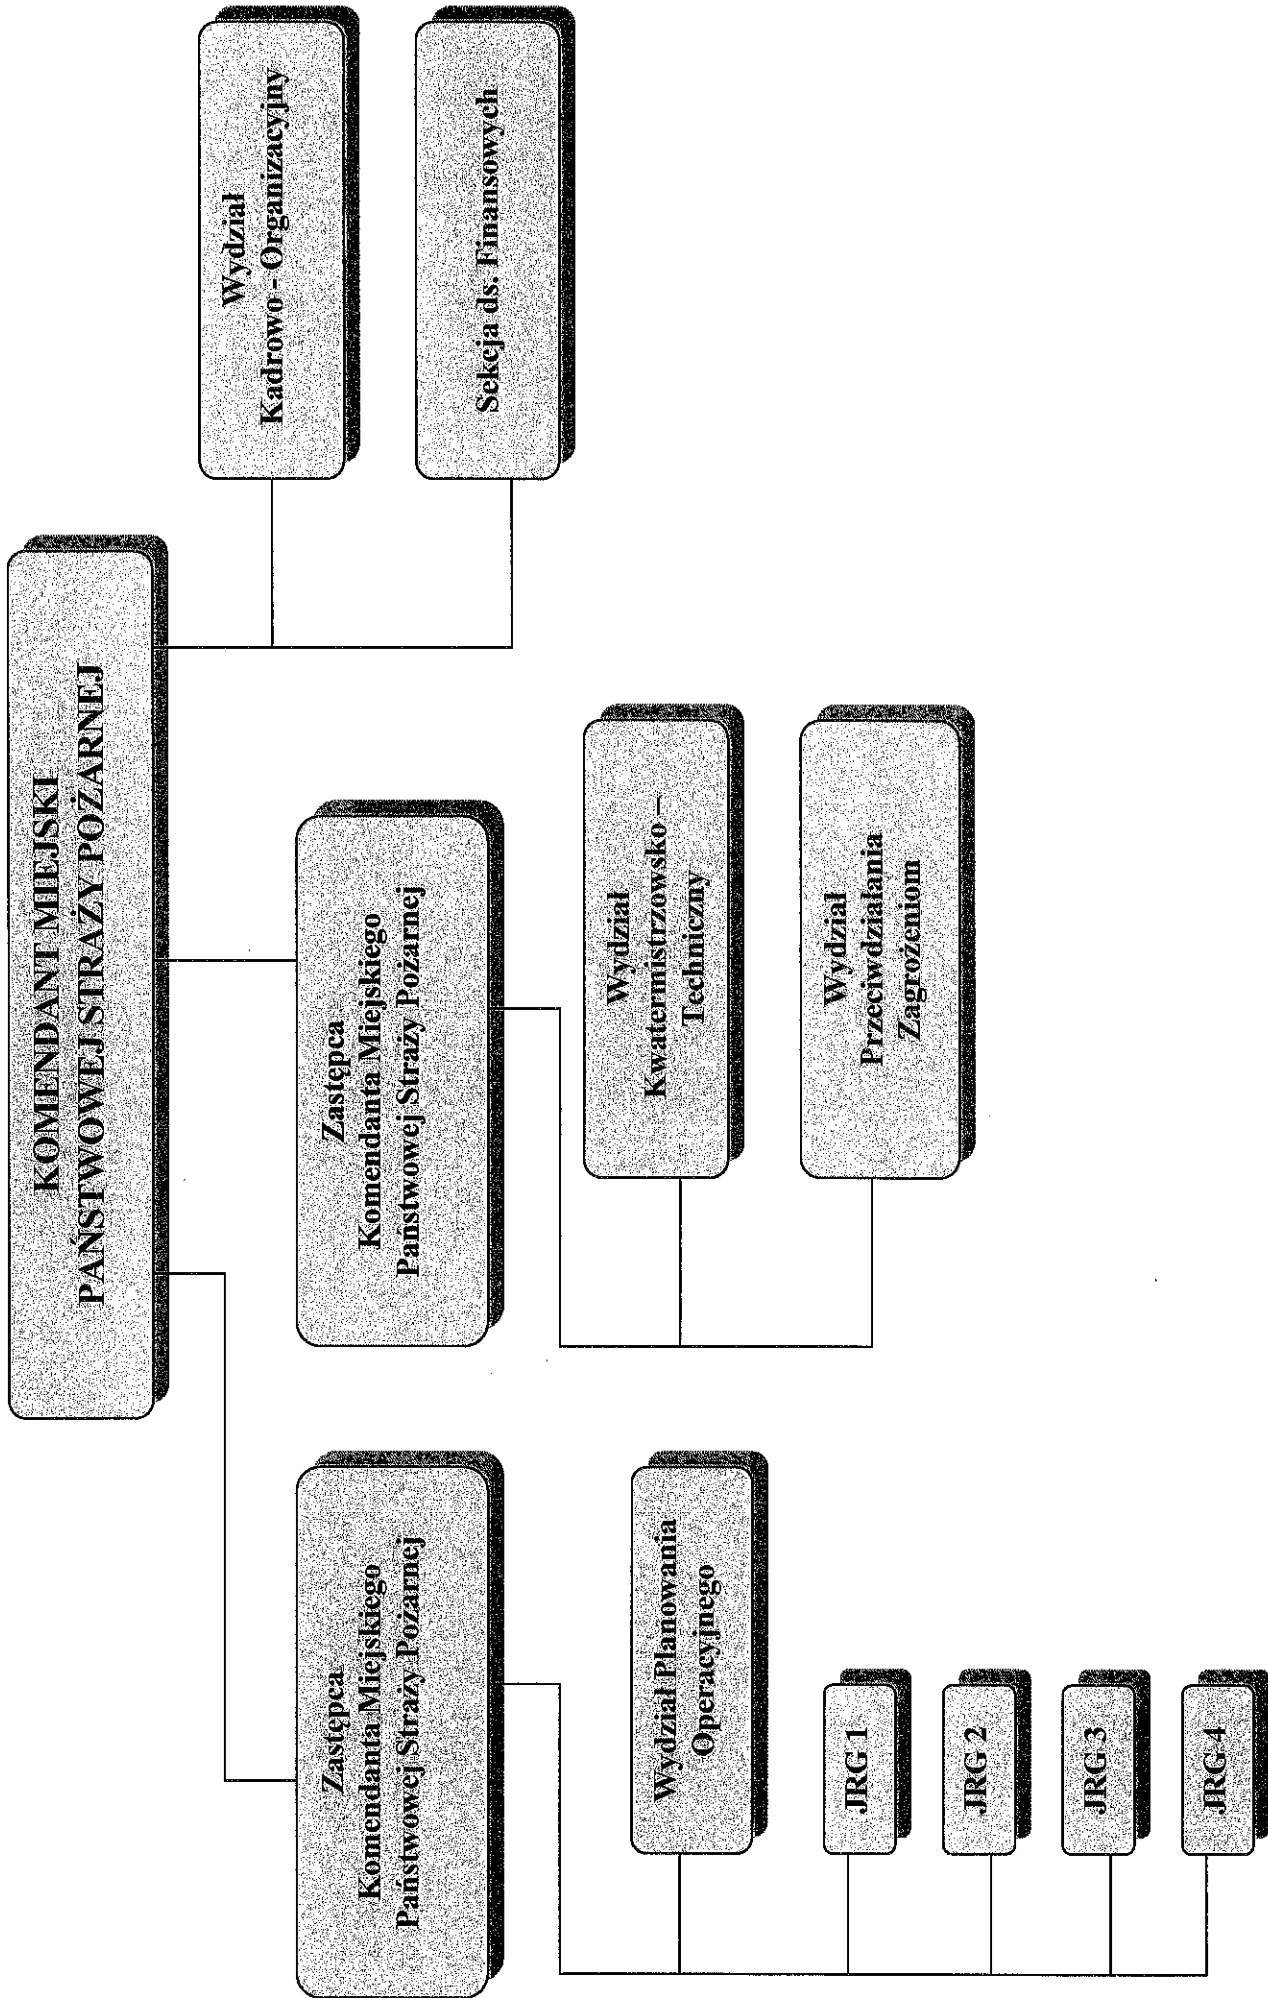 KOMENDANT MIEJSKI
PAŃSTWOWEJ STRAŻY POŻARNEJ
Zastępca
Komendanta Miejskiego
Państwowej Straży Pożarnej
Wydział Planowania
Operacyjnego
JRG 1
JRG 2
JRG 3
JRG 4
Zastępca
Komendanta Miejskiego
Państwowej Straży Pożarnej
Wydział
Kwatermistrzowsko –
Techniczny
Wydział
Przeciwdziałania
Zagrożeniom
Wydział
Kadrowo - Organizacyjny
Sekcja ds. Finansowych